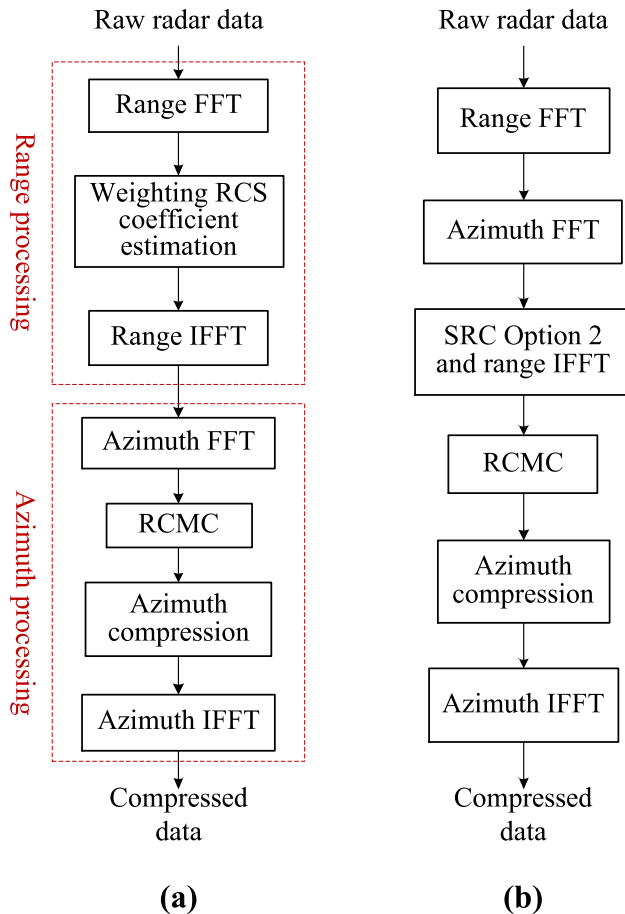 Raw radar data
Range processing
Range FFT
Weighting RCS
coefficient
estimation
Range IFFT
Azimuth processing
Azimuth FFT
RCMC
Azimuth
compression
Azimuth IFFT
Compressed
data
(a)
Raw radar data
Range FFT
Azimuth FFT
SRC Option 2
and range IFFT
RCMC
Azimuth
compression
Azimuth IFFT
Compressed
data
(b)